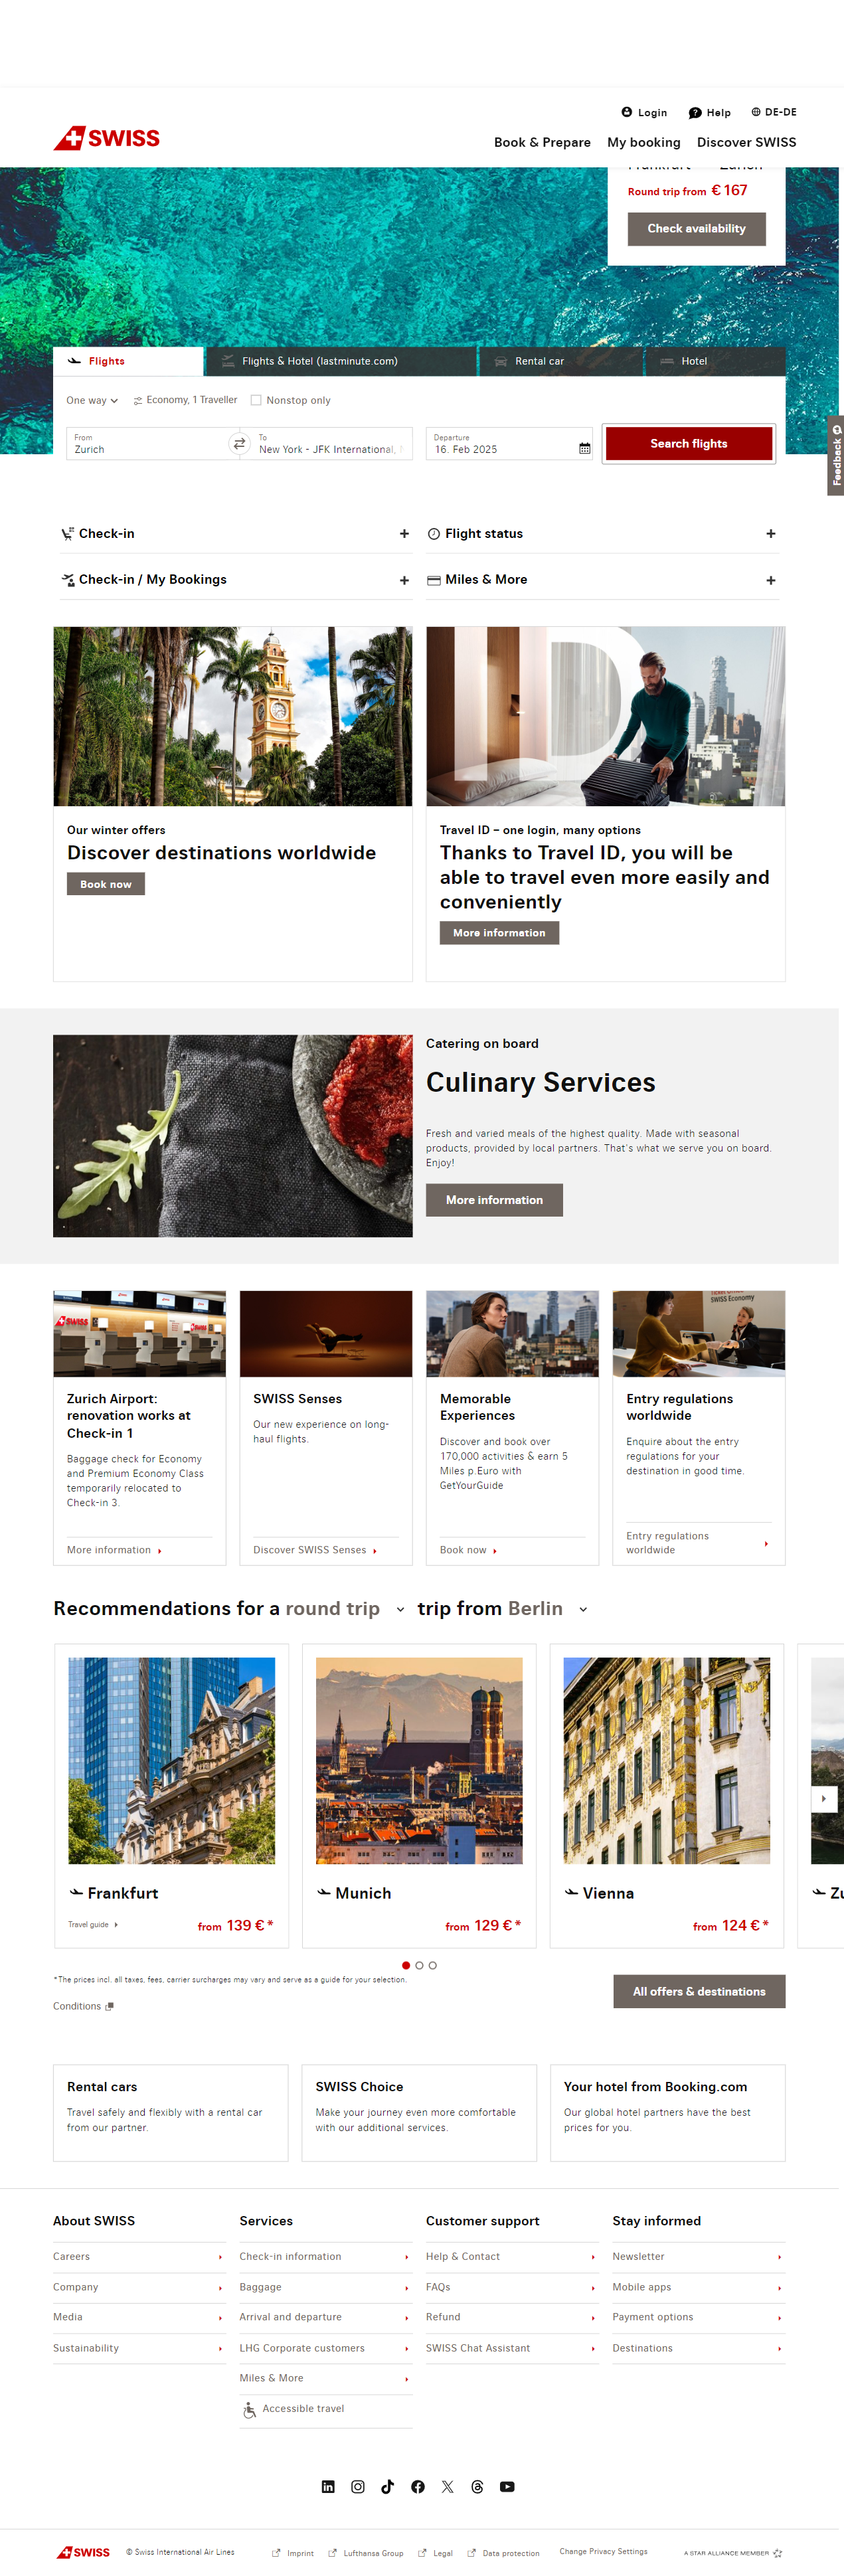 Login
Help
DE-DE
SWISS
Book & Prepare
My booking
Discover SWISS
Round trip from € 167
Check availability
Flights
Flights & Hotel (lastminute.com)
Rental car
Hotel
One way
Economy, 1 Traveller
Nonstop only
From
Zurich
To
New York - JFK International,
Departure
16. Feb 2025
Search flights
Feedback
Check-in
Flight status
Check-in / My Bookings
Miles & More
Our winter offers
Discover destinations worldwide
Book now
Travel ID – one login, many options
Thanks to Travel ID, you will be
able to travel even more easily and
conveniently
More information
Catering on board
Culinary Services
Fresh and varied meals of the highest quality. Made with seasonal
products, provided by local partners. That's what we serve you on board.
Enjoy!
More information
Zurich Airport:
renovation works at
Check-in 1
Baggage check for Economy
and Premium Economy Class
temporarily relocated to
Check-in 3.
More information
SWISS Senses
Our new experience on long-
haul flights.
Discover SWISS Senses
Memorable
Experiences
Discover and book over
170,000 activities & earn 5
Miles p.Euro with
GetYourGuide
Book now
SWISS Economy
Entry regulations
worldwide
Enquire about the entry
regulations for your
destination in good time.
Entry regulations
worldwide
Recommendations for a round trip trip from Berlin
Frankfurt
Travel guide
from 139 € *
Munich
from 129 € *
Vienna
from 124 € *
*The prices incl. all taxes, fees, carrier surcharges may vary and serve as a guide for your selection.
Conditions
All offers & destinations
Rental cars
Travel safely and flexibly with a rental car
from our partner.
SWISS Choice
Make your journey even more comfortable
with our additional services.
Your hotel from Booking.com
Our global hotel partners have the best
prices for you.
About SWISS
Careers
Company
Media
Sustainability
Services
Check-in information
Baggage
Arrival and departure
LHG Corporate customers
Miles & More
Accessible travel
Customer support
Help & Contact
FAQs
Refund
SWISS Chat Assistant
Stay informed
Newsletter
Mobile apps
Payment options
Destinations
SWISS
© Swiss International Air Lines
Imprint
Lufthansa Group
Legal
Data protection
Change Privacy Settings
A STAR ALLIANCE MEMBER